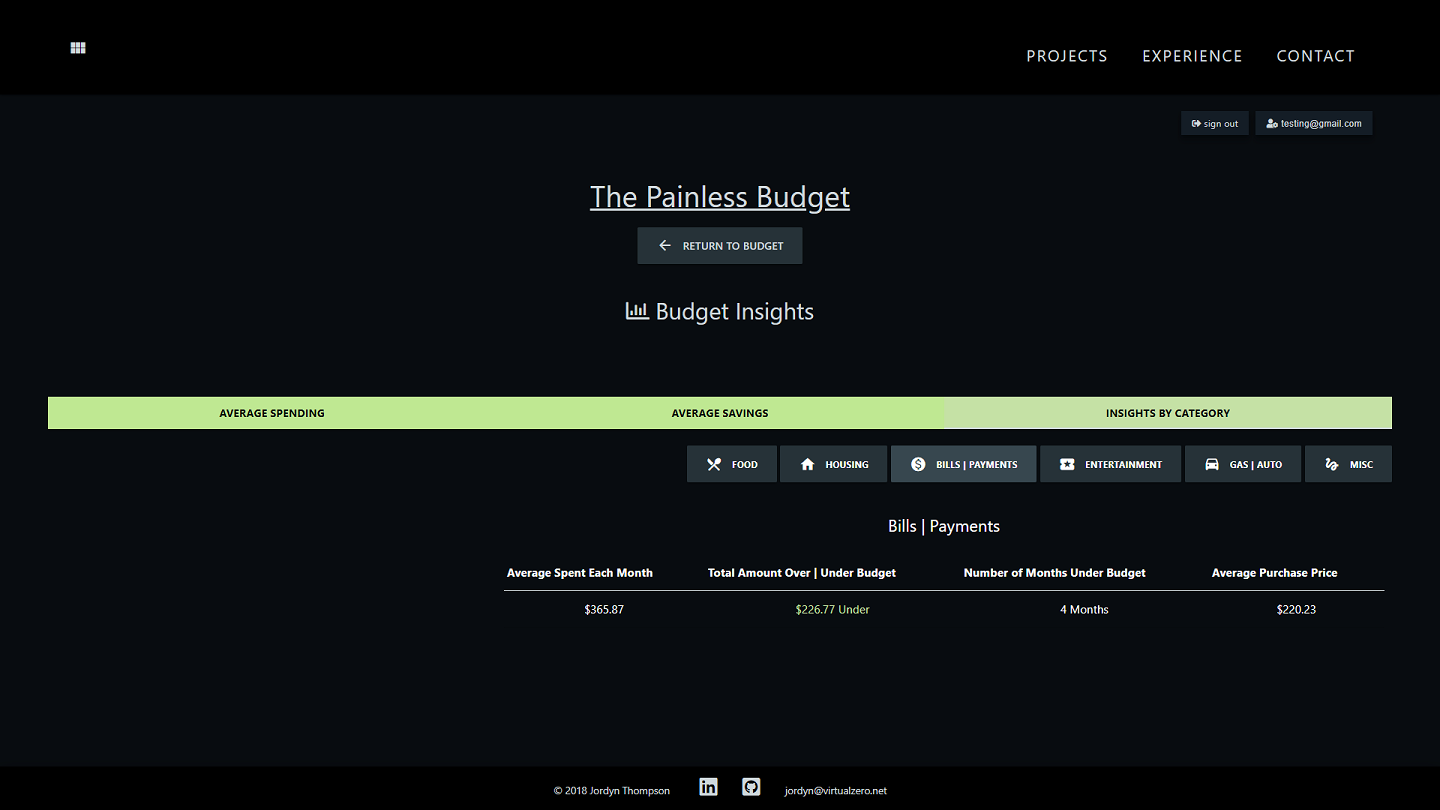 PROJECTS EXPERIENCE CONTACT
sign out testing@gmail.com
The Painless Budget
RETURN TO BUDGET
Budget Insights
AVERAGE SPENDING AVERAGE SAVINGS INSIGHTS BY CATEGORY
FOOD HOUSING BILLS | PAYMENTS ENTERTAINMENT GAS | AUTO MISC
Bills | Payments
Average Spent Each Month Total Amount Over | Under Budget Number of Months Under Budget Average Purchase Price
$365.87 $226.77 Under 4 Months $220.23
© 2018 Jordyn Thompson in jordyn@virtualzero.net